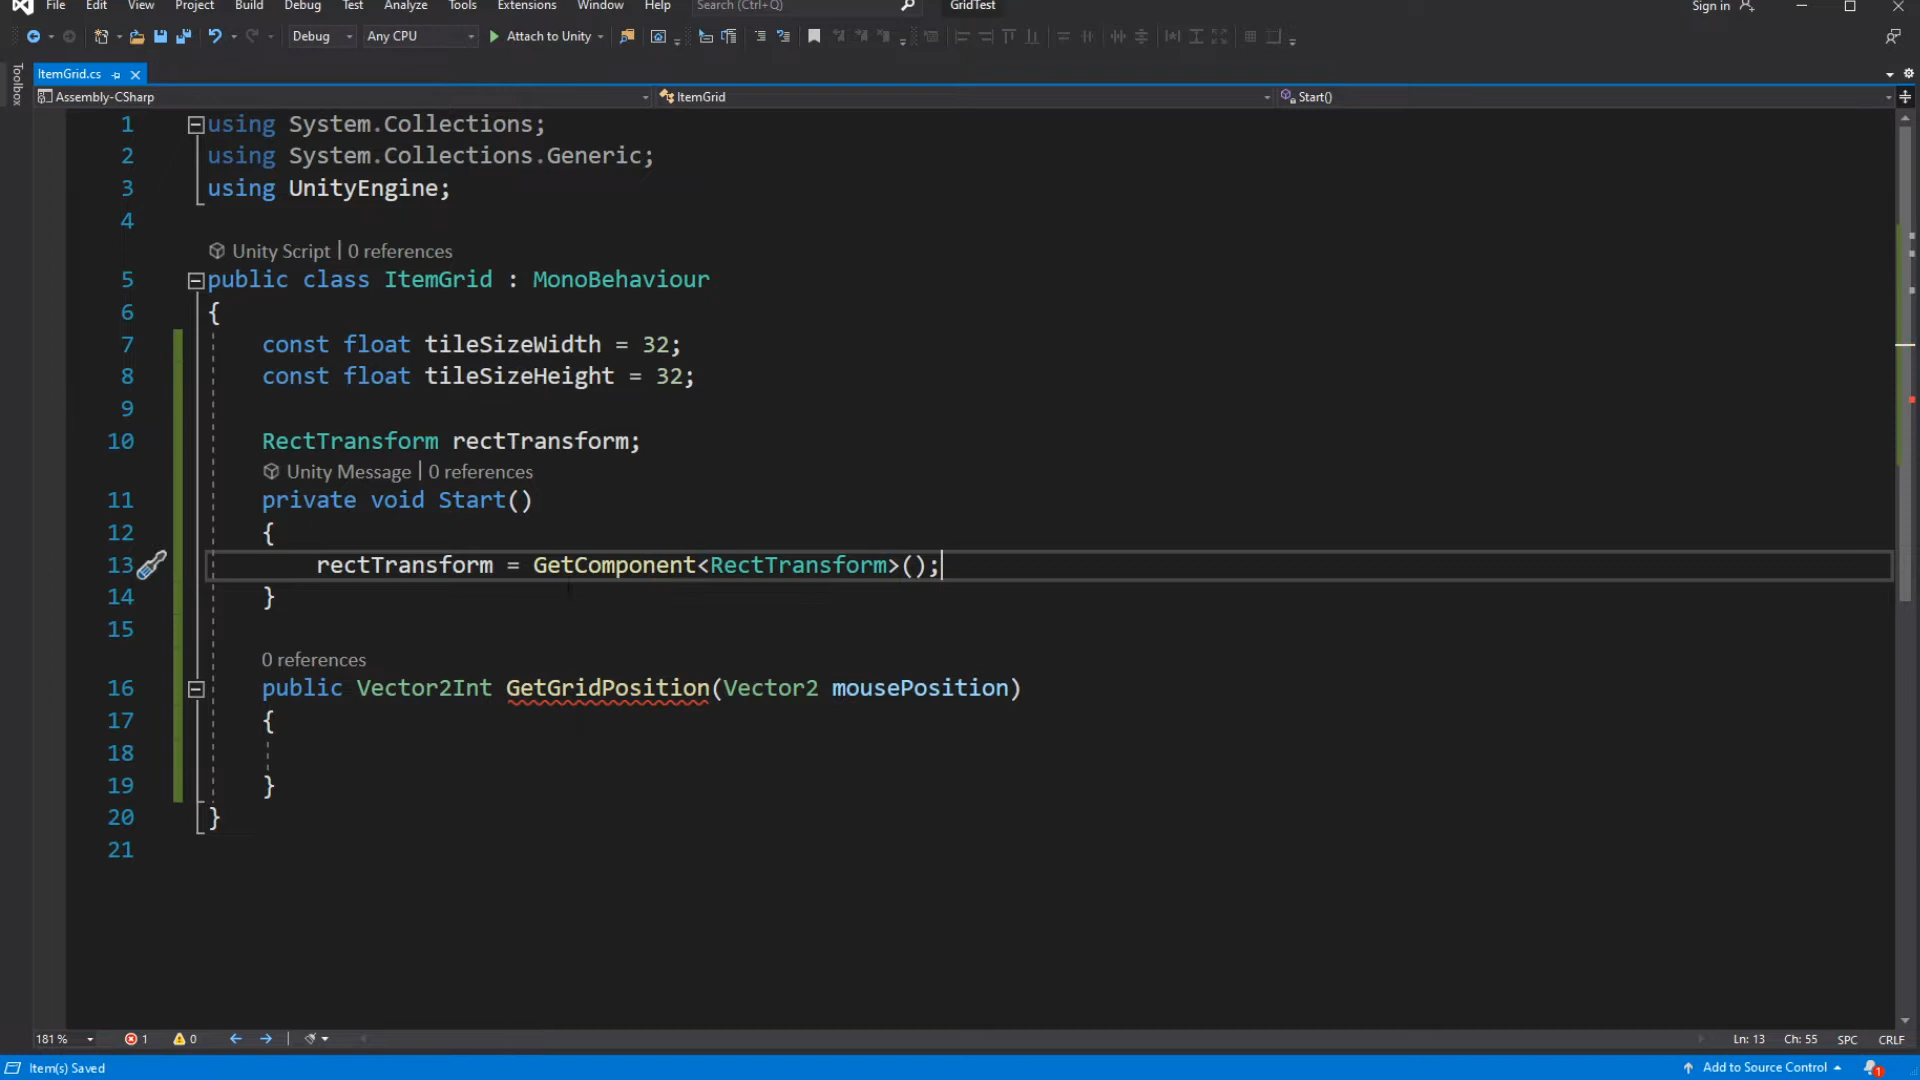 File Edit View Project Build Debug Test Analyze Tools Extensions Window Help Search (Ctrl+Q) GridTest Sign in
Debug Any CPU Attach to Unity
Toolbox
ItemGrid.cs
Assembly-CSharp ItemGrid Start()
1 using System.Collections;
2 using System.Collections.Generic;
3 using UnityEngine;
4
Unity Script | 0 references
5 public class ItemGrid : MonoBehaviour
6 {
7 const float tileSizeWidth = 32;
8 const float tileSizeHeight = 32;
9
10 RectTransform rectTransform;
Unity Message | 0 references
11 private void Start()
12 {
13 rectTransform = GetComponent<RectTransform>();
14 }
15
0 references
16 public Vector2Int GetGridPosition(Vector2 mousePosition)
17 {
18
19 }
20 }
21
181 % 1 0 Ln: 13 Ch: 55 SPC CRLF
Item(s) Saved Add to Source Control 1